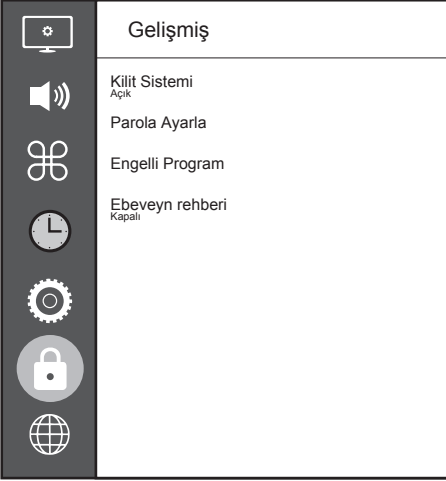 Gelişmiş
Kilit Sistemi
Açık
Parola Ayarla
Engelli Program
Ebeveyn rehberi
Kapalı